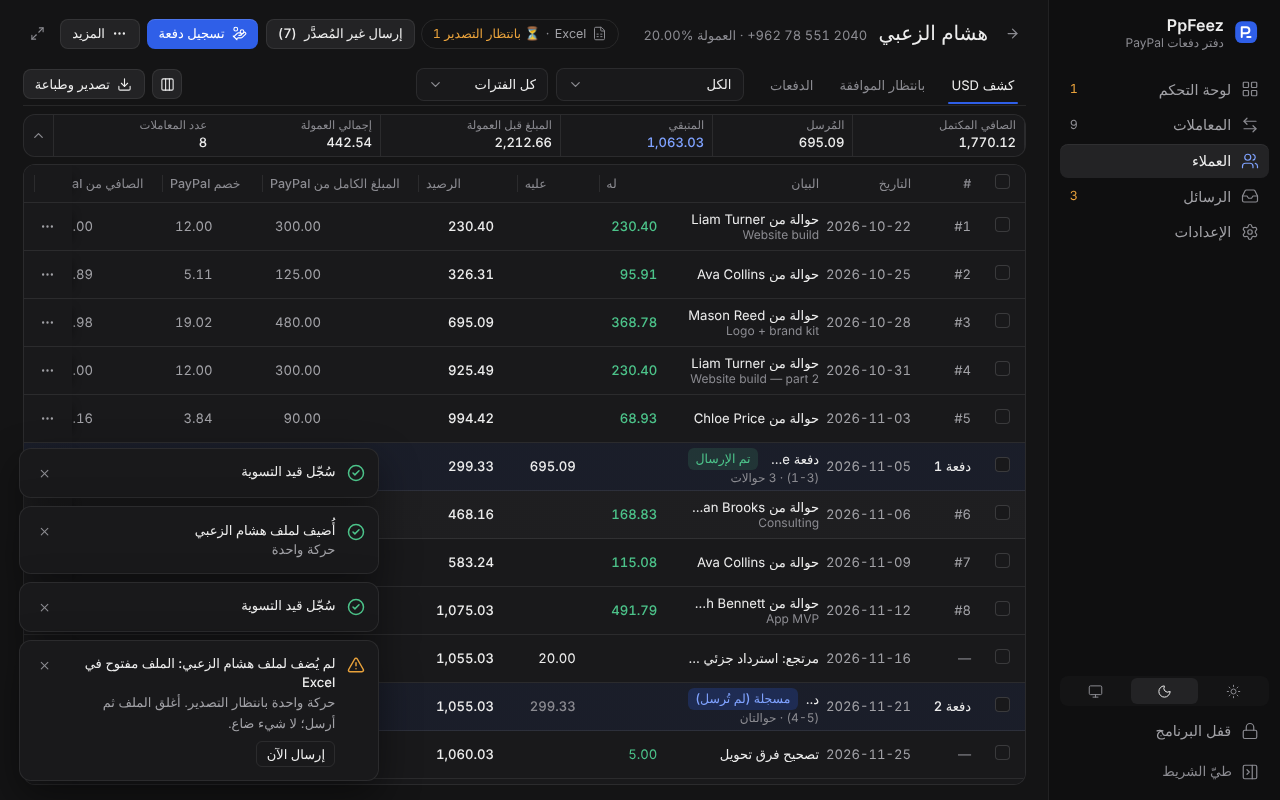 PpFeez
دفتر دفعات PayPal
لوحة التحكم 1
المعاملات 9
العملاء
الرسائل 3
الإعدادات
قفل البرنامج
طيّ الشريط
هشام الزعبي
+962 78 551 2040 · العمولة 20.00%
Excel · ⏳ بانتظار التصدير 1
إرسال غير المُصدَّر (7)
تسجيل دفعة
المزيد
كشف USD
بانتظار الموافقة
الدفعات
الكل
كل الفترات
تصدير وطباعة
الصافي المكتمل
1,770.12
المُرسل
695.09
المتبقي
1,063.03
المبلغ قبل العمولة
2,212.66
إجمالي العمولة
442.54
عدد المعاملات
8
# التاريخ البيان له عليه الرصيد المبلغ الكامل من PayPal خصم PayPal الصافي من al
#1 2026-10-22 حوالة من Liam Turner 230.40 230.40 300.00 12.00 .00
Website build
#2 2026-10-25 حوالة من Ava Collins 95.91 326.31 125.00 5.11 .89
#3 2026-10-28 حوالة من Mason Reed 368.78 695.09 480.00 19.02 .98
Logo + brand kit
#4 2026-10-31 حوالة من Liam Turner 230.40 925.49 300.00 12.00 .00
Website build — part 2
#5 2026-11-03 حوالة من Chloe Price 68.93 994.42 90.00 3.84 .16
دفعة 1 2026-11-05 دفعة e... تم الإرسال 695.09 299.33
(1-3) · 3 حوالات
#6 2026-11-06 حوالة من an Brooks... 168.83 468.16
Consulting
#7 2026-11-09 حوالة من Ava Collins 115.08 583.24
#8 2026-11-12 حوالة من h Bennett... 491.79 1,075.03
App MVP
— 2026-11-16 مرتجع: استرداد جزئي ... 20.00 1,055.03
دفعة 2 2026-11-21 د.. مسجلة (لم تُرسل) 299.33 1,055.03
(4-5) · حوالتان
— 2026-11-25 تصحيح فرق تحويل 5.00 1,060.03
سُجّل قيد التسوية
أُضيف لملف هشام الزعبي
حركة واحدة
سُجّل قيد التسوية
لم يُضف لملف هشام الزعبي: الملف مفتوح في
Excel
حركة واحدة بانتظار التصدير. أغلق الملف ثم
أرسل؛ لا شيء ضاع.
إرسال الآن